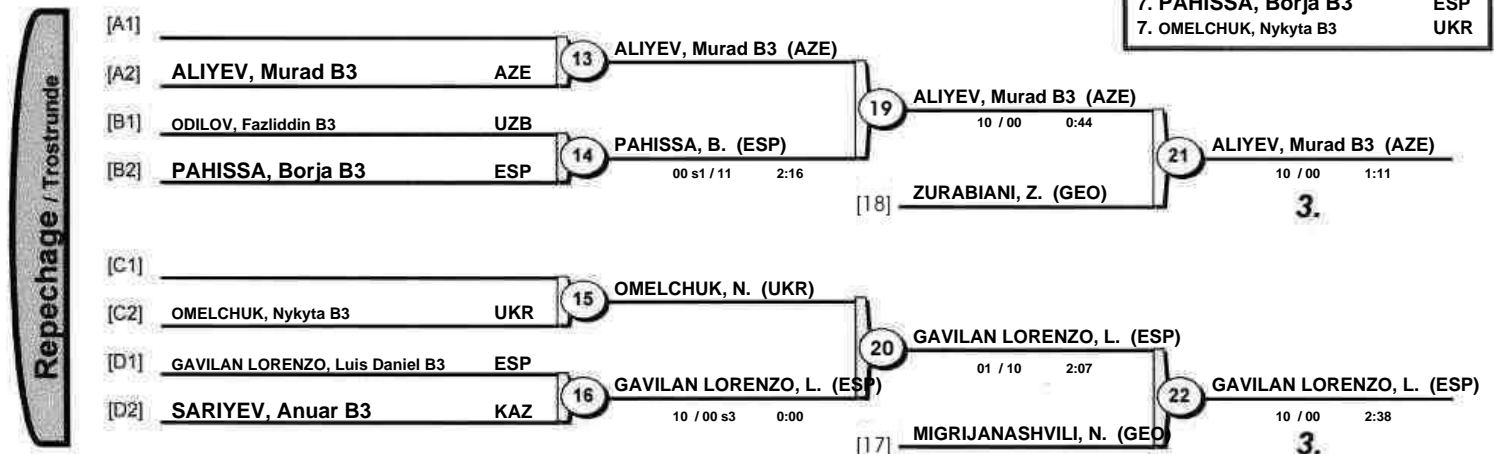 7. PAHISSA, Borja B3 ESP
7. OMELCHUK, Nykyta B3 UKR
Repechage / Trostrunde
[A1]
[A2] ALIYEV, Murad B3 AZE
13
ALIYEV, Murad B3 (AZE)
[B1] ODILOV, Fazliddin B3 UZB
[B2] PAHISSA, Borja B3 ESP
14
PAHISSA, B. (ESP)
00 s1 / 11 2:16
19
ALIYEV, Murad B3 (AZE)
10 / 00 0:44
[18] ZURABIANI, Z. (GEO)
21
ALIYEV, Murad B3 (AZE)
10 / 00 1:11
3.
[C1]
[C2] OMELCHUK, Nykyta B3 UKR
15
OMELCHUK, N. (UKR)
[D1] GAVILAN LORENZO, Luis Daniel B3 ESP
[D2] SARIYEV, Anuar B3 KAZ
16
GAVILAN LORENZO, L. (ESP)
10 / 00 s3 0:00
20
GAVILAN LORENZO, L. (ESP)
01 / 10 2:07
[17] MIGRIJANASHVILI, N. (GEO)
22
GAVILAN LORENZO, L. (ESP)
10 / 00 2:38
3.